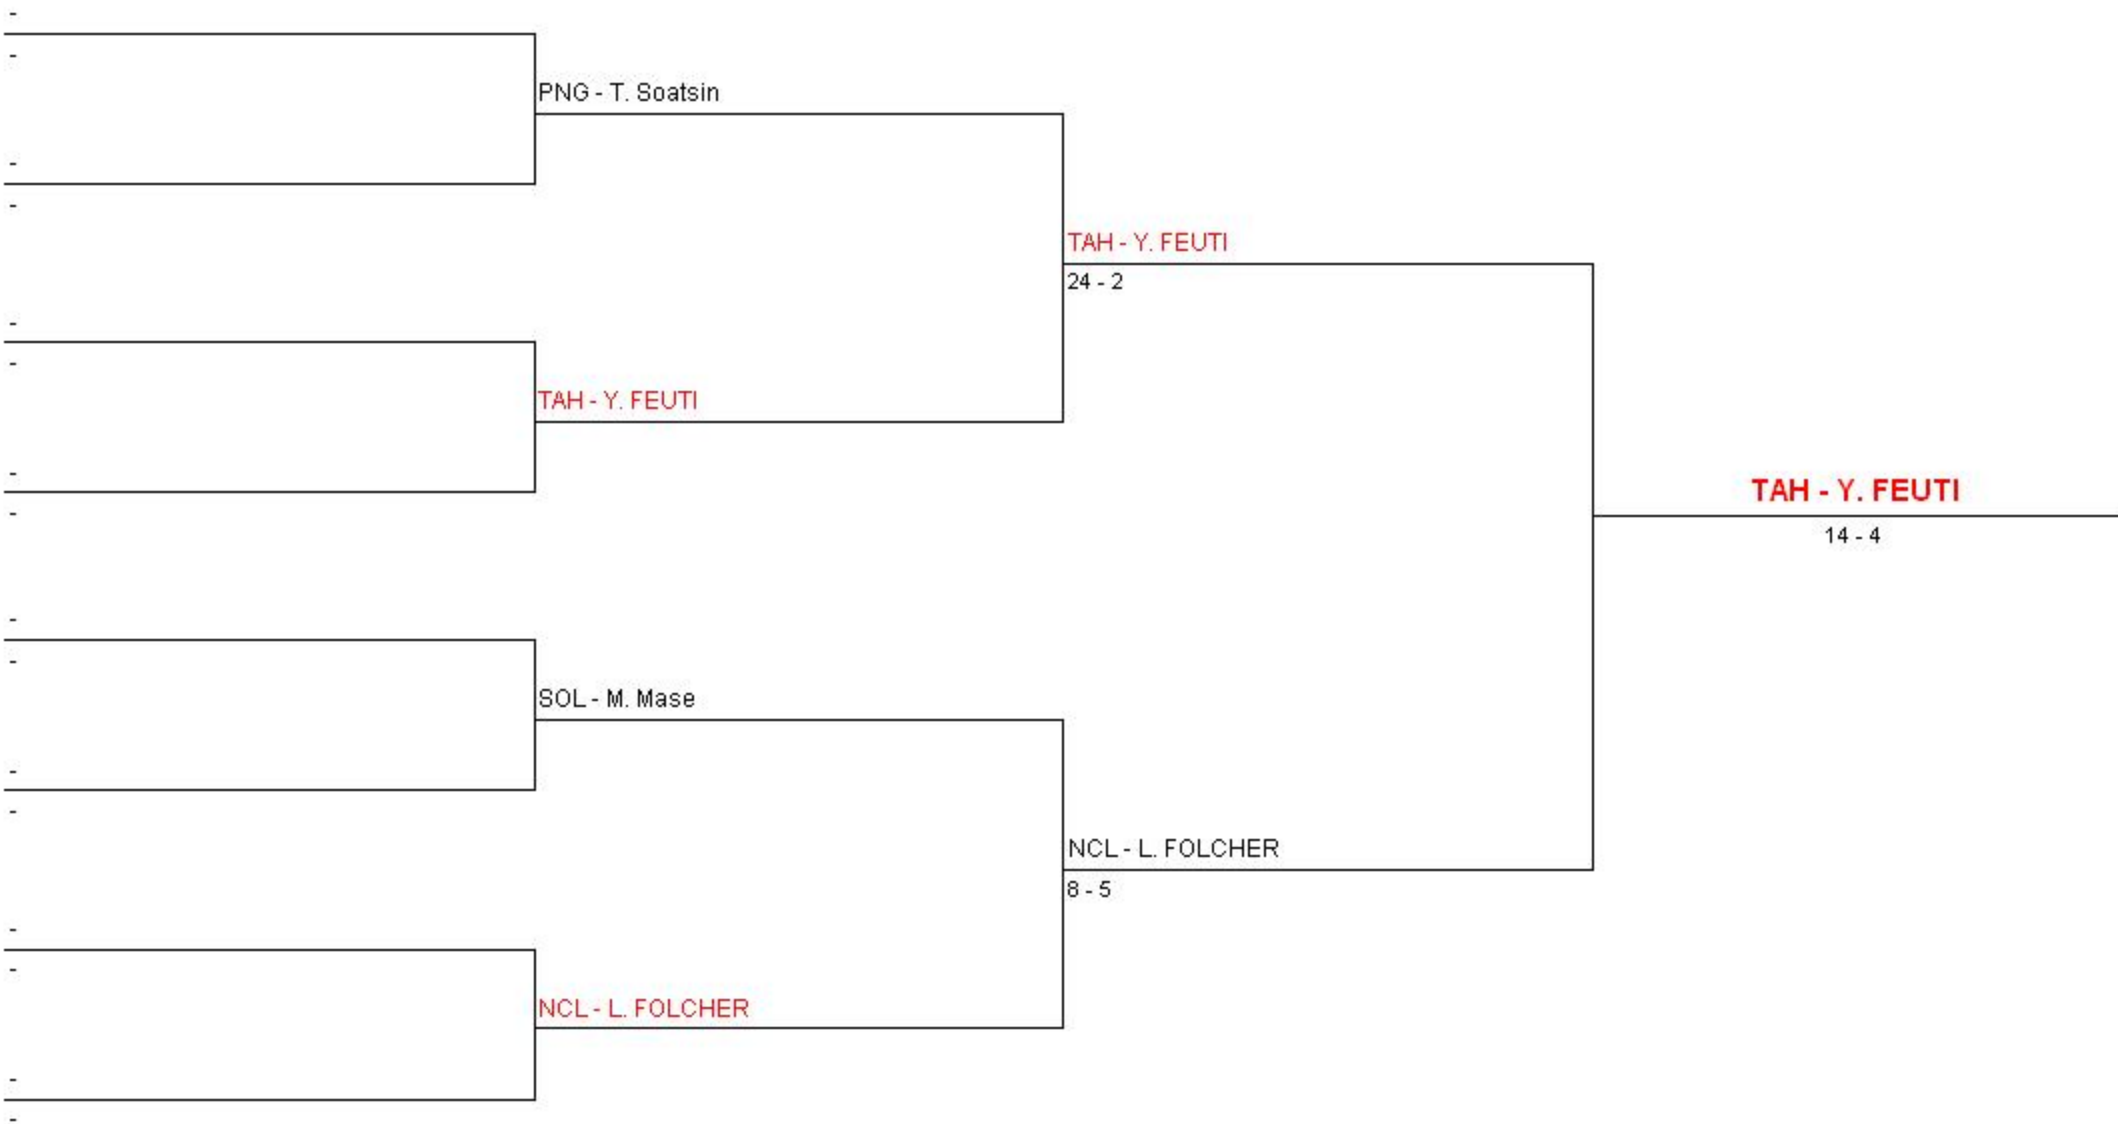 -
-
PNG - T. Soatsin
-
-
TAH - Y. FEUTI
24 - 2
-
-
TAH - Y. FEUTI
-
-
TAH - Y. FEUTI
14 - 4
-
-
SOL - M. Mase
-
-
NCL - L. FOLCHER
8 - 5
-
-
NCL - L. FOLCHER
-
-